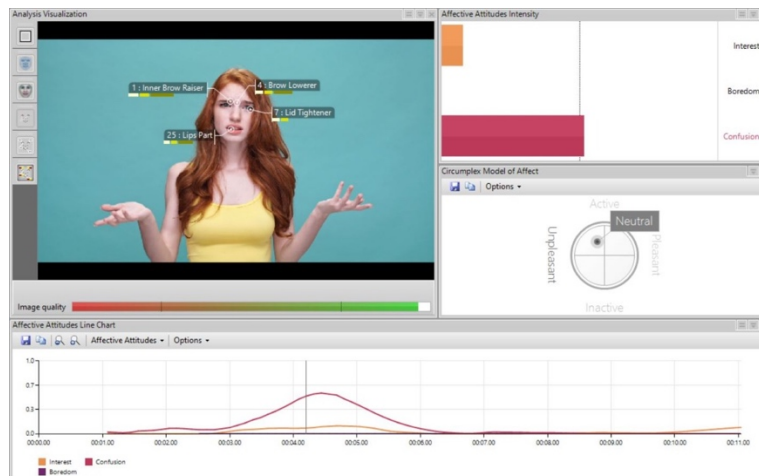 Analysis Visualization
1 : Inner Brow Raiser
4 : Brow Lowerer
7 : Lid Tightener
25 : Lips Part
Image quality
Affective Attitudes Intensity
Interest
Boredom
Confusion
Circumplex Model of Affect
Options
Active
Neutral
Unpleasant
Pleasant
Inactive
Affective Attitudes Line Chart
Affective Attitudes
Options
1.0
0.7
0.3
0.0
00:00.00 00:01.00 00:02.00 00:03.00 00:04.00 00:05.00 00:06.00 00:07.00 00:08.00 00:09.00 00:10.00 00:11.00
Interest Confusion
Boredom